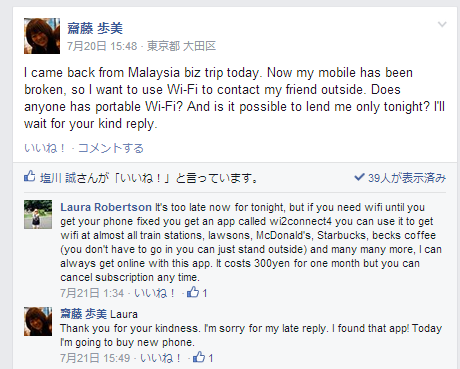 齋藤 歩美
7月20日 15:48 · 東京都 大田区
I came back from Malaysia biz trip today. Now my mobile has been
broken, so I want to use Wi-Fi to contact my friend outside. Does
anyone has portable Wi-Fi? And is it possible to lend me only tonight? I'll
wait for your kind reply.
いいね！ · コメントする
塩川 誠さんが「いいね！」と言っています。 39人が表示済み
Laura Robertson It's too late now for tonight, but if you need wifi until you
get your phone fixed you get an app called wi2connect4 you can use it to get
wifi at almost all train stations, lawsons, McDonald's, Starbucks, becks coffee
(you don't have to go in you can just stand outside) and many many more, I can
always get online with this app. It costs 300yen for one month but you can
cancel subscription any time.
7月21日 1:34 · いいね！ · 1
齋藤 歩美 Laura
Thank you for your kindness. I'm sorry for my late reply. I found that app! Today
I'm going to buy new phone.
7月21日 15:49 · いいね！ · 1